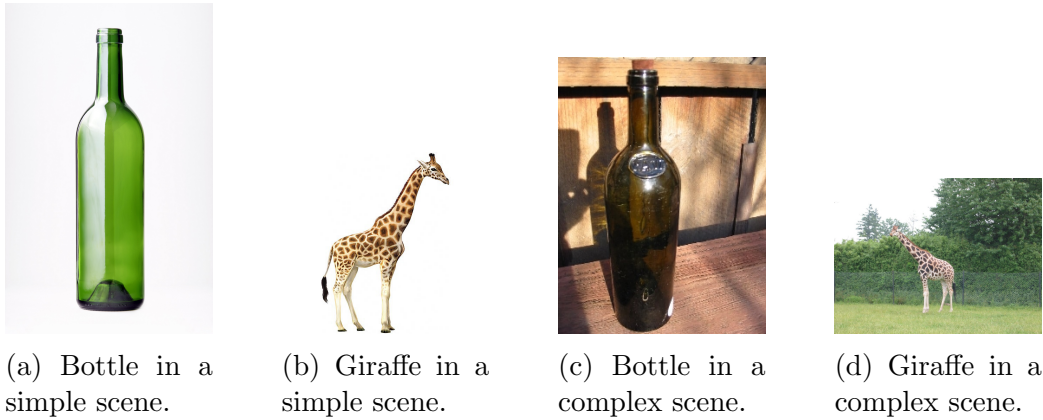 (a) Bottle in a
simple scene.
(b) Giraffe in a
simple scene.
(c) Bottle in a
complex scene.
(d) Giraffe in a
complex scene.